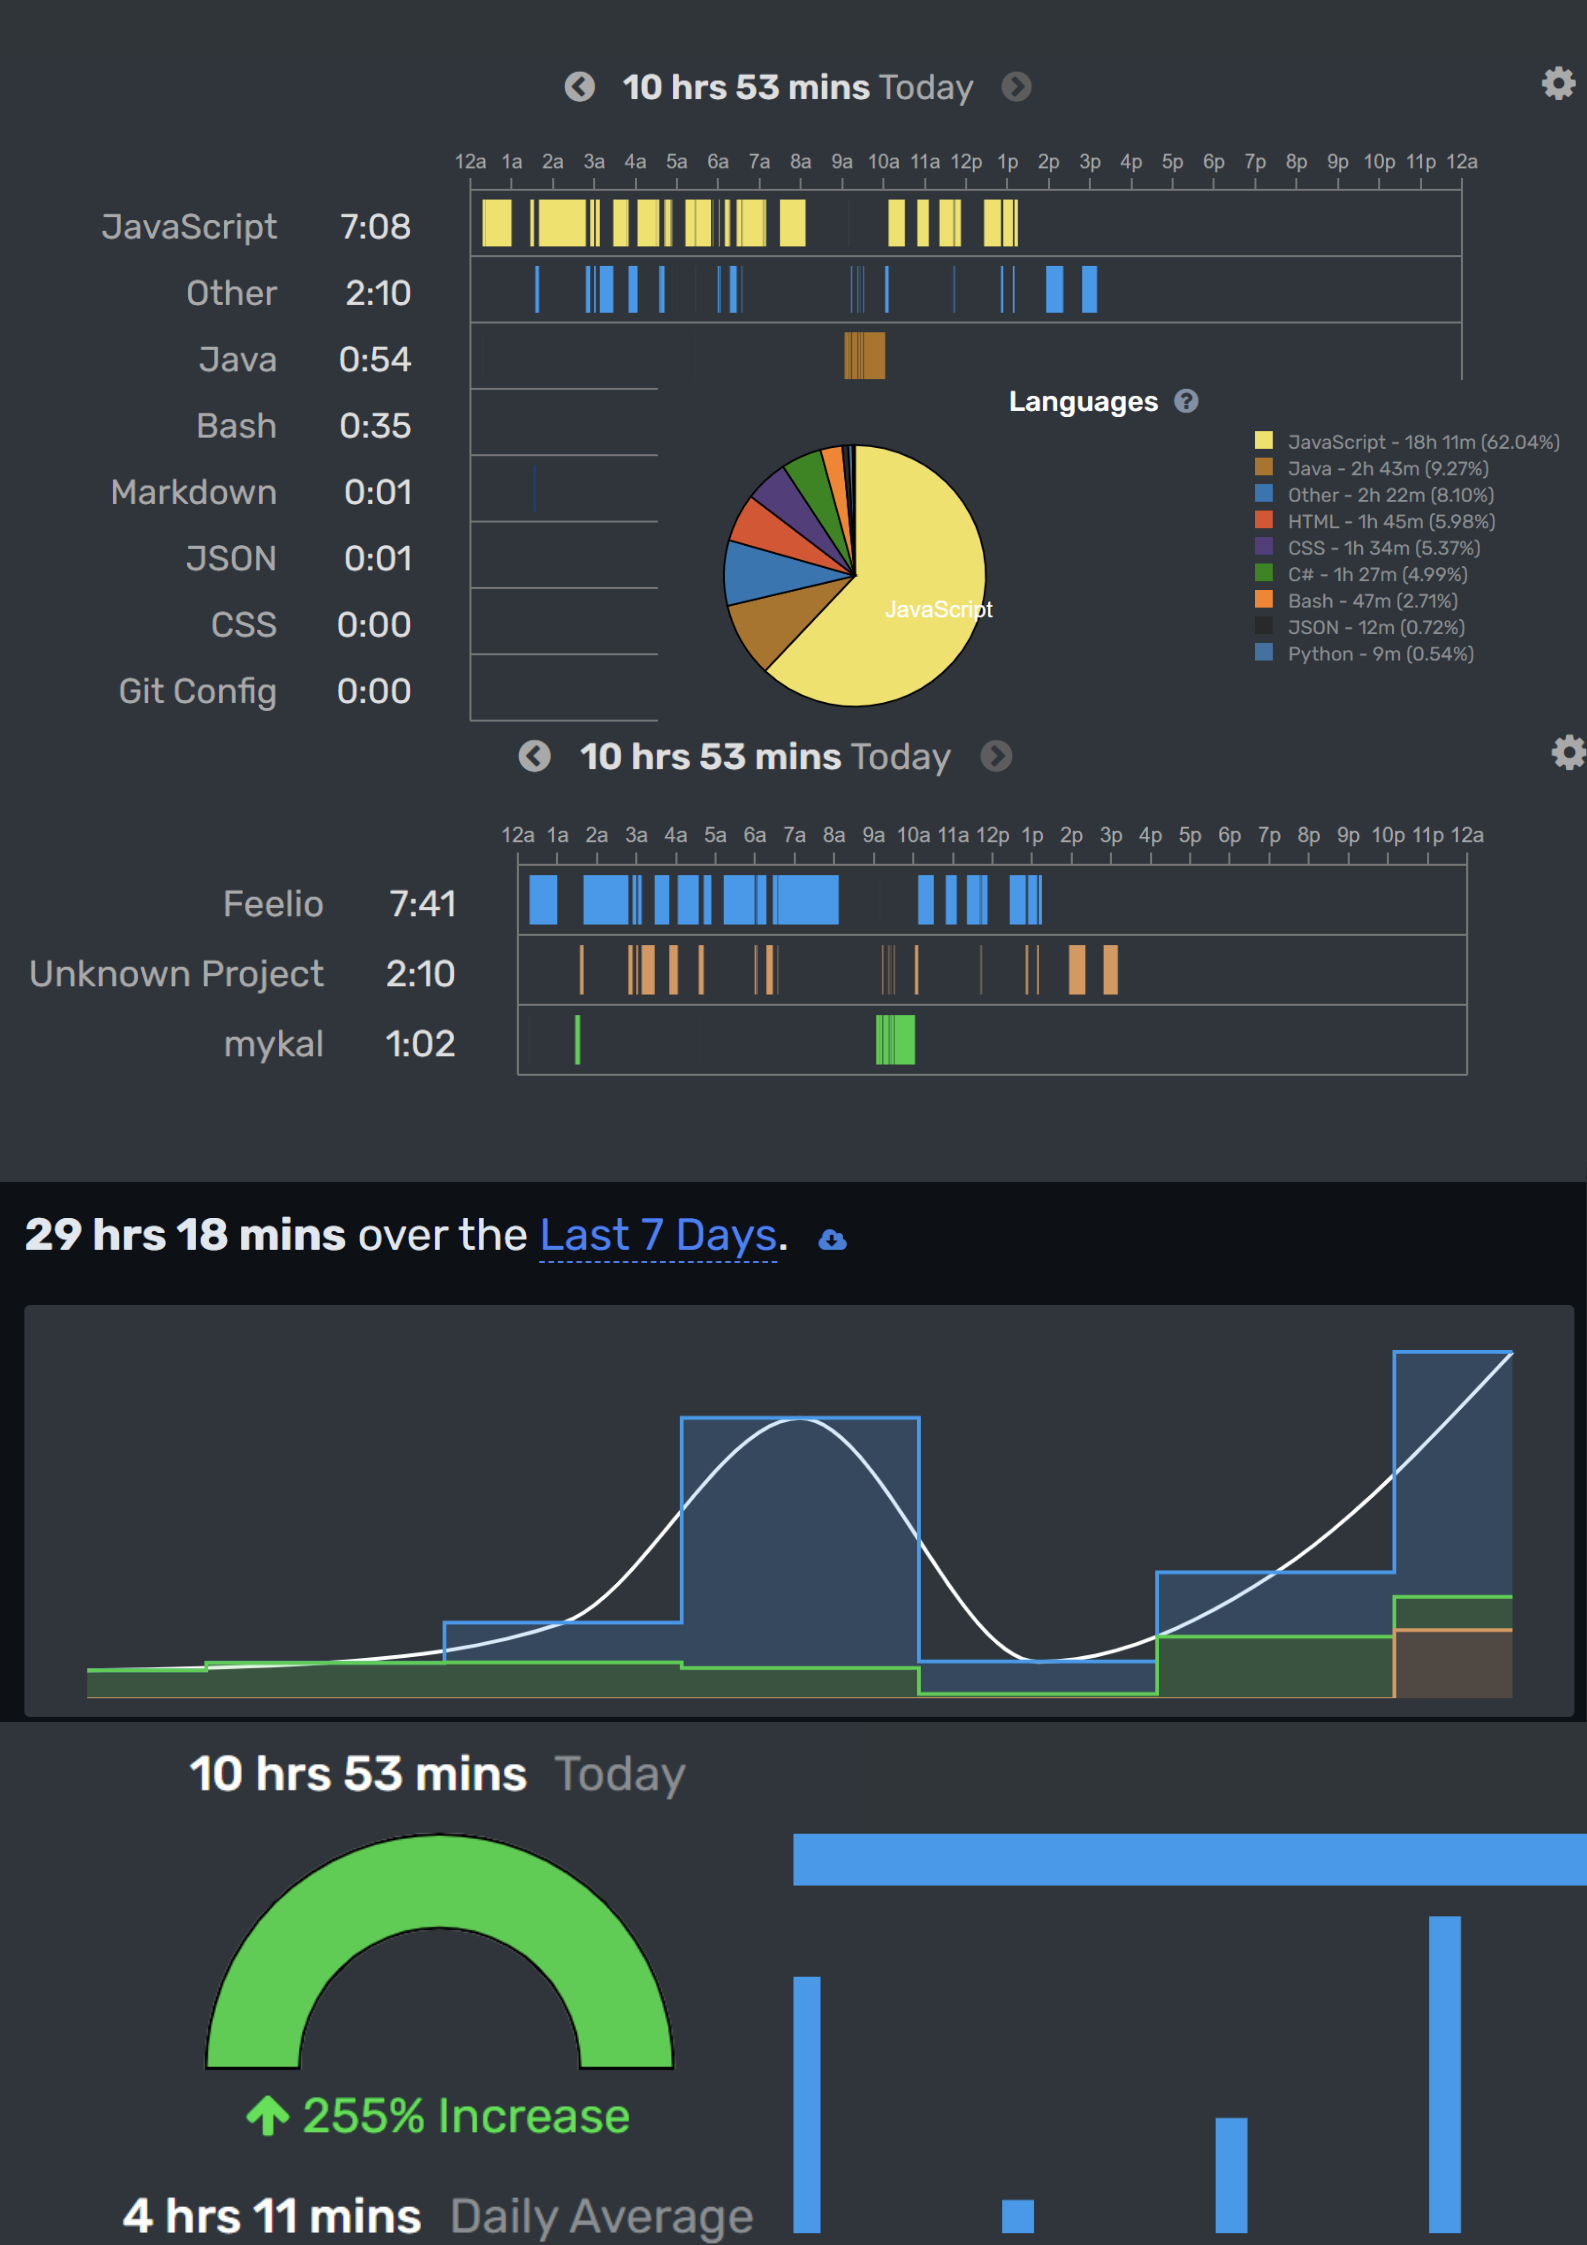 10 hrs 53 mins Today
12a 1a 2a 3a 4a 5a 6a 7a 8a 9a 10a 11a 12p 1p 2p 3p 4p 5p 6p 7p 8p 9p 10p 11p 12a
JavaScript 7:08
Other 2:10
Java 0:54
Bash 0:35
Markdown 0:01
JSON 0:01
CSS 0:00
Git Config 0:00
Languages ?
JavaScript
JavaScript - 18h 11m (62.04%)
Java - 2h 43m (9.27%)
Other - 2h 22m (8.10%)
HTML - 1h 45m (5.98%)
CSS - 1h 34m (5.37%)
C# - 1h 27m (4.99%)
Bash - 47m (2.71%)
JSON - 12m (0.72%)
Python - 9m (0.54%)
10 hrs 53 mins Today
12a 1a 2a 3a 4a 5a 6a 7a 8a 9a 10a 11a 12p 1p 2p 3p 4p 5p 6p 7p 8p 9p 10p 11p 12a
Feelio 7:41
Unknown Project 2:10
mykal 1:02
29 hrs 18 mins over the Last 7 Days.
10 hrs 53 mins Today
255% Increase
4 hrs 11 mins Daily Average